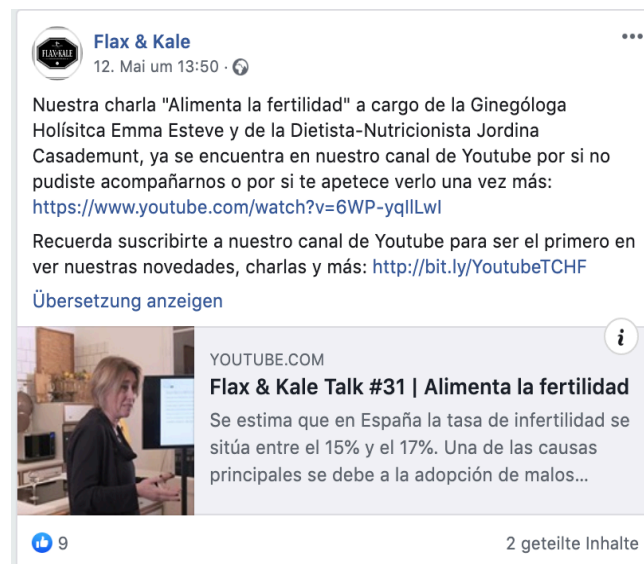 FLAX&KALE
Flax & Kale
12. Mai um 13:50 ·
Nuestra charla "Alimenta la fertilidad" a cargo de la Ginególoga
Holísitca Emma Esteve y de la Dietista-Nutricionista Jordina
Casademunt, ya se encuentra en nuestro canal de Youtube por si no
pudiste acompañarnos o por si te apetece verlo una vez más:
https://www.youtube.com/watch?v=6WP-yqIlLwI
Recuerda suscribirte a nuestro canal de Youtube para ser el primero en
ver nuestras novedades, charlas y más: http://bit.ly/YoutubeTCHF
Übersetzung anzeigen
YOUTUBE.COM
Flax & Kale Talk #31 | Alimenta la fertilidad
Se estima que en España la tasa de infertilidad se
sitúa entre el 15% y el 17%. Una de las causas
principales se debe a la adopción de malos...
9
2 geteilte Inhalte